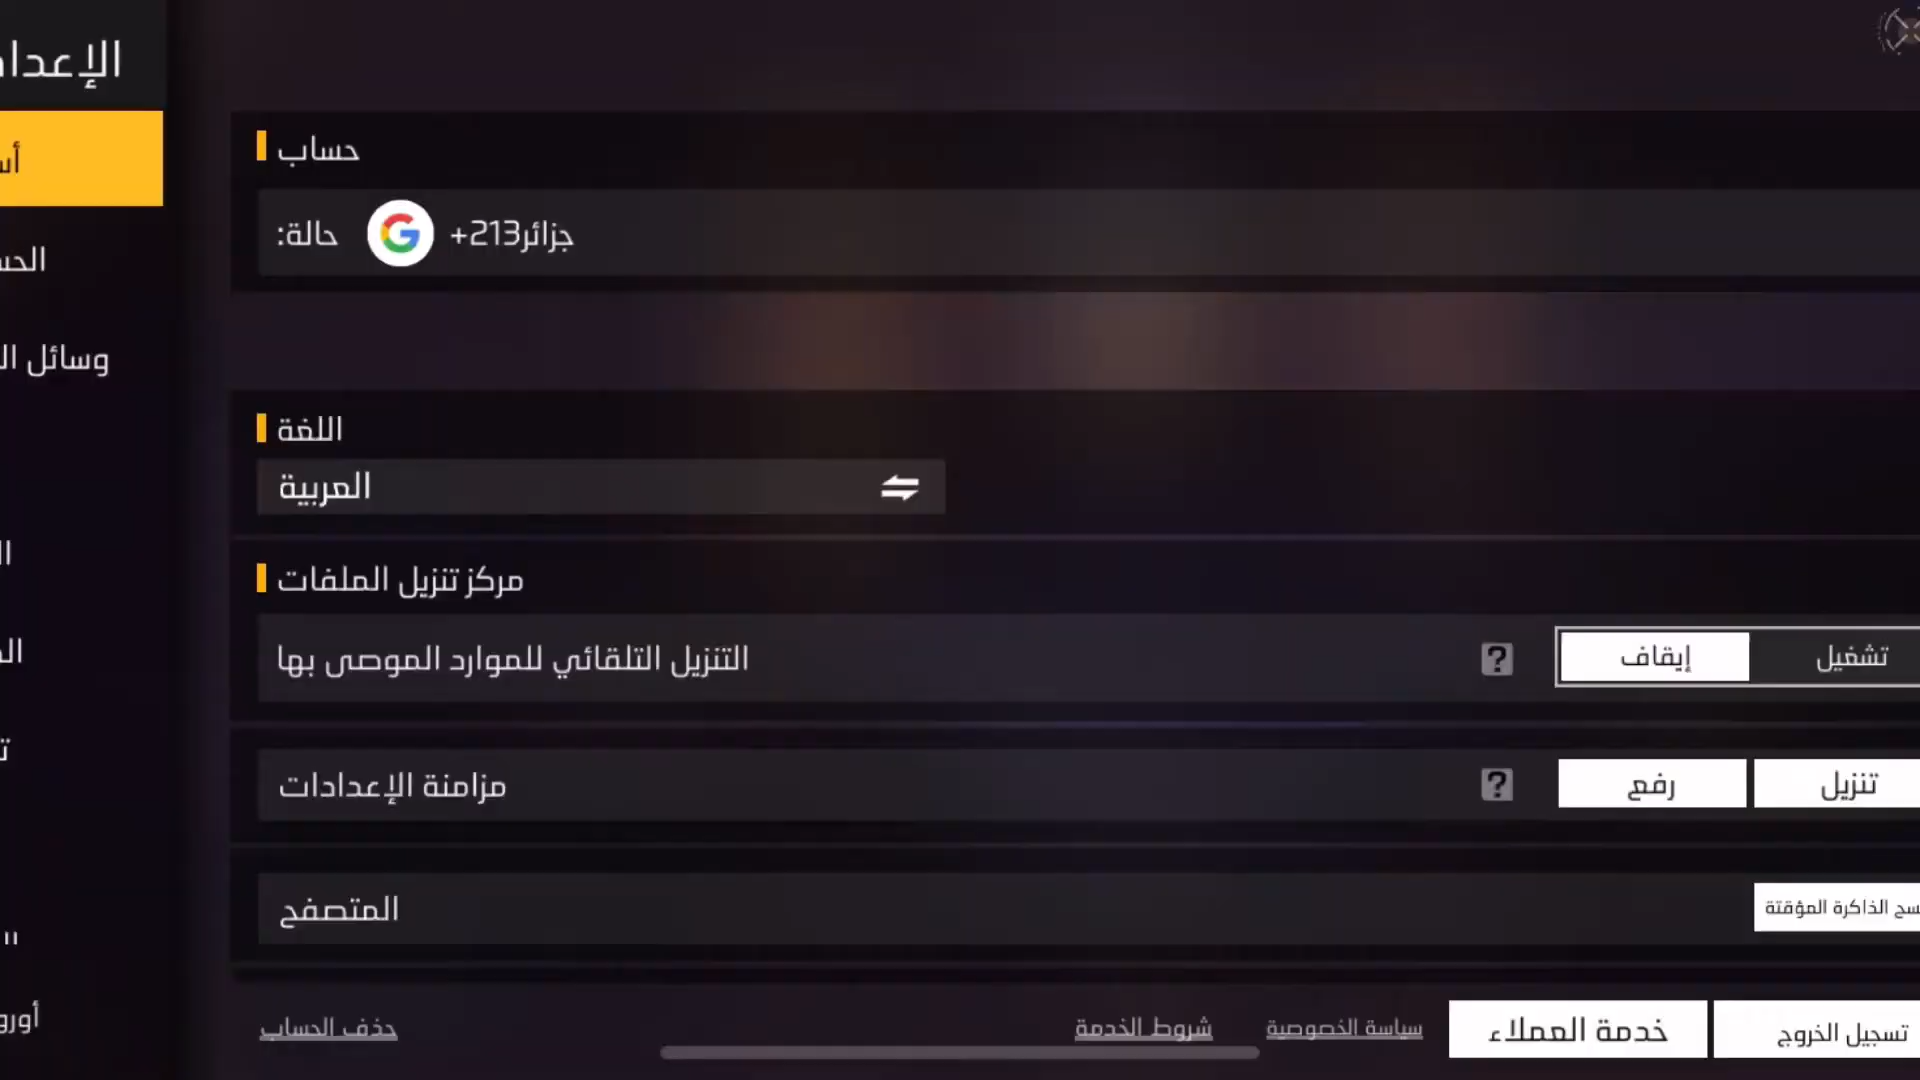 حساب
حالة: جزائر213+
وسائل
اللغة
العربية
مركز تنزيل الملفات
التنزيل التلقائي للموارد الموصى بها ? إيقاف تشغيل
مزامنة الإعدادات ? رفع تنزيل
المتصفح الذاكرة المؤقتة
حذف الحساب شروط الخدمة سياسة الخصوصية خدمة العملاء تسجيل الخروج